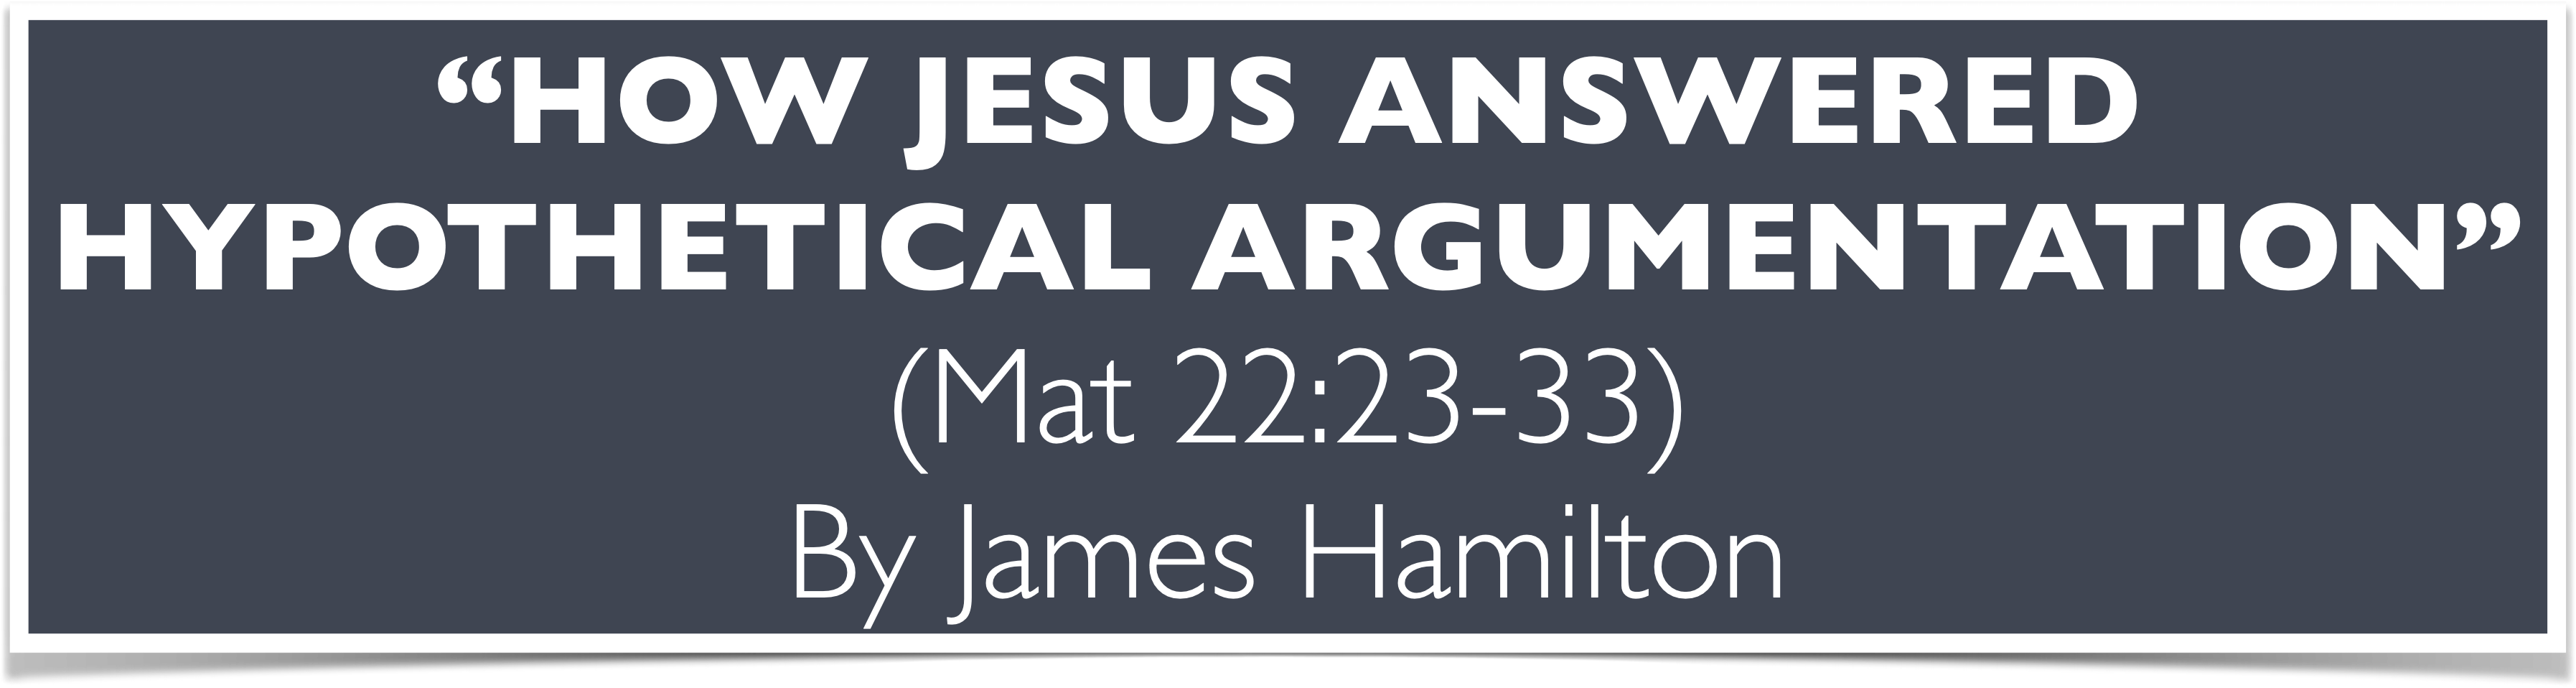 “HOW JESUS ANSWERED
HYPOTHETICAL ARGUMENTATION”
(Mat 22:23-33)
By James Hamilton